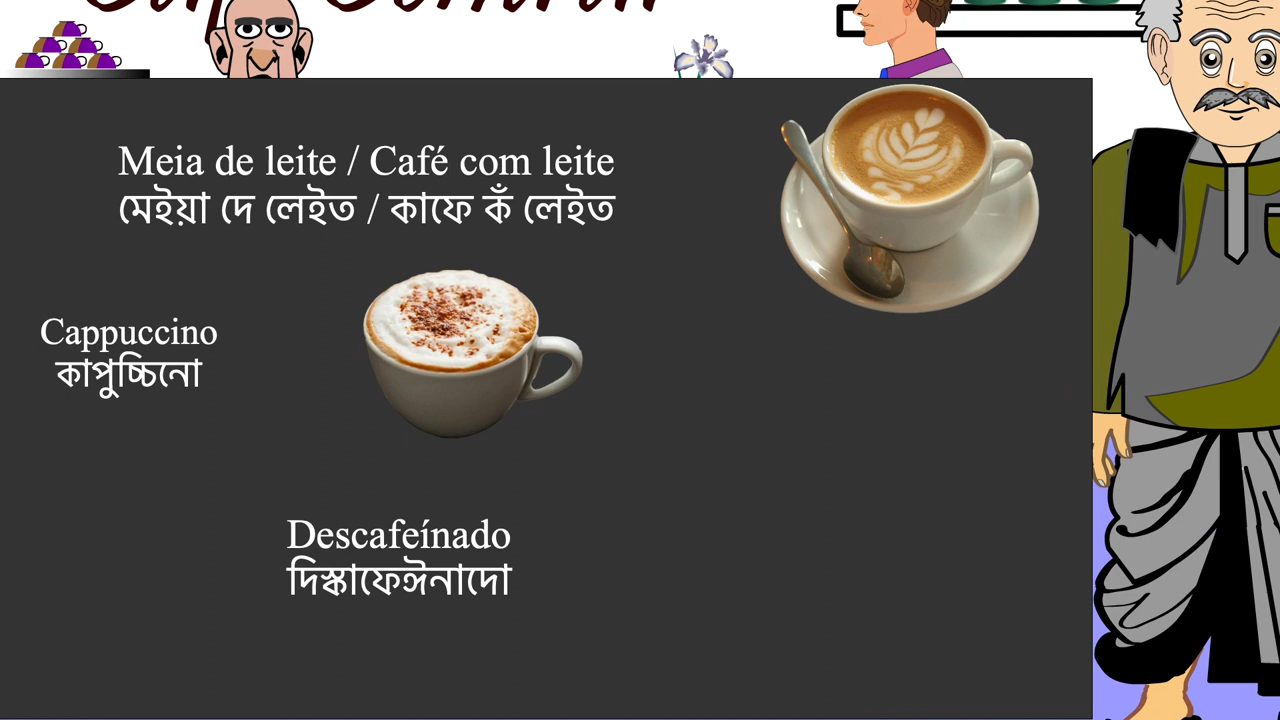 Meia de leite / Café com leite
মেইয়া দে লেইত / কাফে কঁ লেইত
Cappuccino
কাপুচ্চিনো
Descafeínado
দিস্কাফেঈনাদো